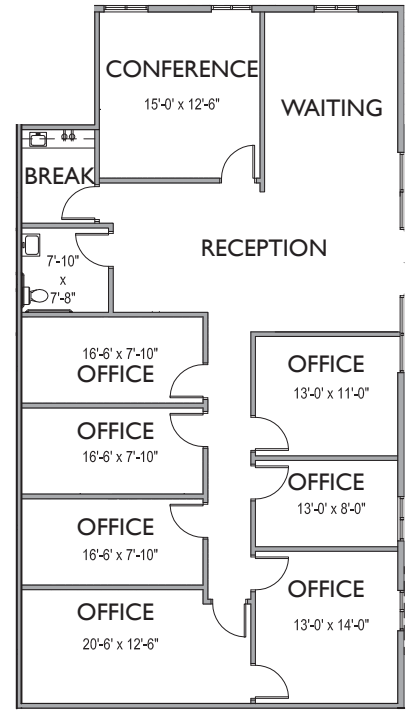 CONFERENCE
15'-0' x 12'-6"
WAITING
BREAK
RECEPTION
7'-10"
x
7'-8"
16'-6' x 7'-10"
OFFICE
OFFICE
13'-0' x 11'-0"
OFFICE
16'-6' x 7'-10"
OFFICE
13'-0' x 8'-0"
OFFICE
16'-6' x 7'-10"
OFFICE
13'-0' x 14'-0"
OFFICE
20'-6' x 12'-6"